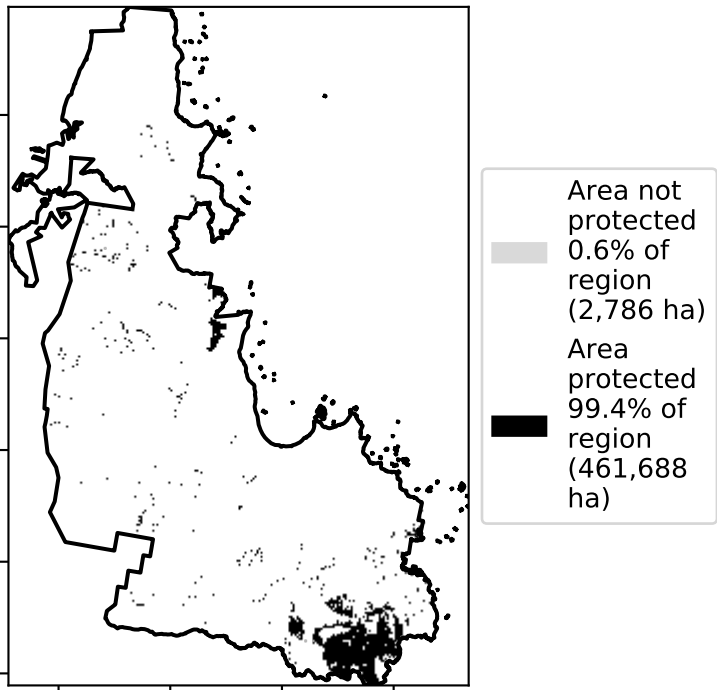 Area not
protected
0.6% of
region
(2,786 ha)
Area
protected
99.4% of
region
(461,688
ha)